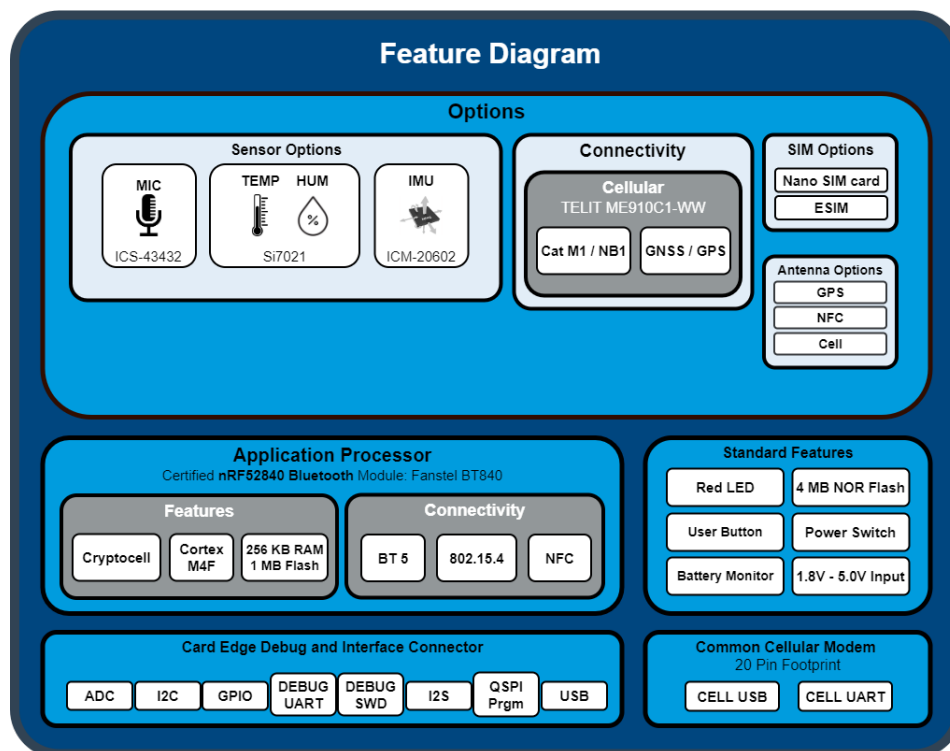 Feature Diagram
Options
Sensor Options
MIC
ICS-43432
TEMP HUM
%
Si7021
IMU
ICM-20602
Connectivity
Cellular
TELIT ME910C1-WW
Cat M1 / NB1
GNSS / GPS
SIM Options
Nano SIM card
ESIM
Antenna Options
GPS
NFC
Cell
Application Processor
Certified nRF52840 Bluetooth Module: Fanstel BT840
Features
Cryptocell
Cortex
M4F
256 KB RAM
1 MB Flash
Connectivity
BT 5
802.15.4
NFC
Standard Features
Red LED
4 MB NOR Flash
User Button
Power Switch
Battery Monitor
1.8V - 5.0V Input
Card Edge Debug and Interface Connector
ADC
I2C
GPIO
DEBUG
UART
DEBUG
SWD
I2S
QSPI
Prgm
USB
Common Cellular Modem
20 Pin Footprint
CELL USB
CELL UART